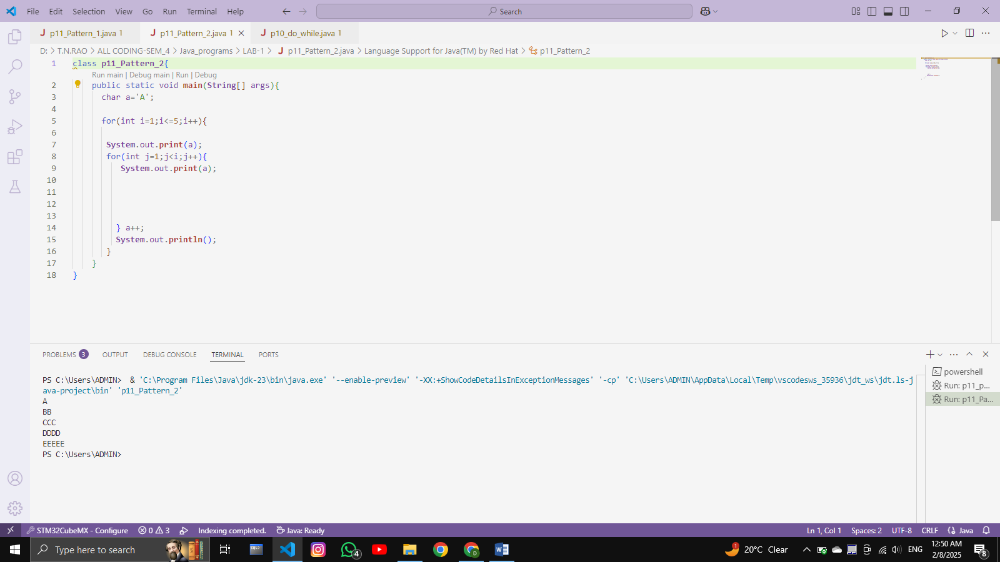 File Edit Selection View Go Run Terminal Help Search
p11_Pattern_1.java 1 p11_Pattern_2.java 1 p10_do_while.java 1
D: > T.N.RAO > ALL CODING-SEM_4 > Java_programs > LAB-1 > J p11_Pattern_2.java > Language Support for Java(TM) by Red Hat > p11_Pattern_2
1 class p11_Pattern_2{
Run main | Debug main | Run | Debug
2 public static void main(String[] args){
3 char a='A';
4
5 for(int i=1;i<=5;i++){
6
7 System.out.print(a);
8 for(int j=1;j<i;j++){
9 System.out.print(a);
10
11
12
13
14 } a++;
15 System.out.println();
16 }
17 }
18 }
PROBLEMS 3 OUTPUT DEBUG CONSOLE TERMINAL PORTS
PS C:\Users\ADMIN> & 'C:\Program Files\Java\jdk-23\bin\java.exe' '--enable-preview' '-XX:+ShowCodeDetailsInExceptionMessages' '-cp' 'C:\Users\ADMIN\AppData\Local\Temp\vscodesws_35936\jdt_ws\jdt.ls-j
ava-project\bin' 'p11_Pattern_2'
A
BB
CCC
DDDD
EEEEE
PS C:\Users\ADMIN>
powershell
Run: p11_p...
Run: p11_Pa...
STM32CubeMX - Configure 0 3 Indexing completed. Java: Ready Ln 1, Col 1 Spaces: 2 UTF-8 CRLF Java
Type here to search SQL> 4 D 1 20°C Clear ENG 12:50 AM 8
2/8/2025